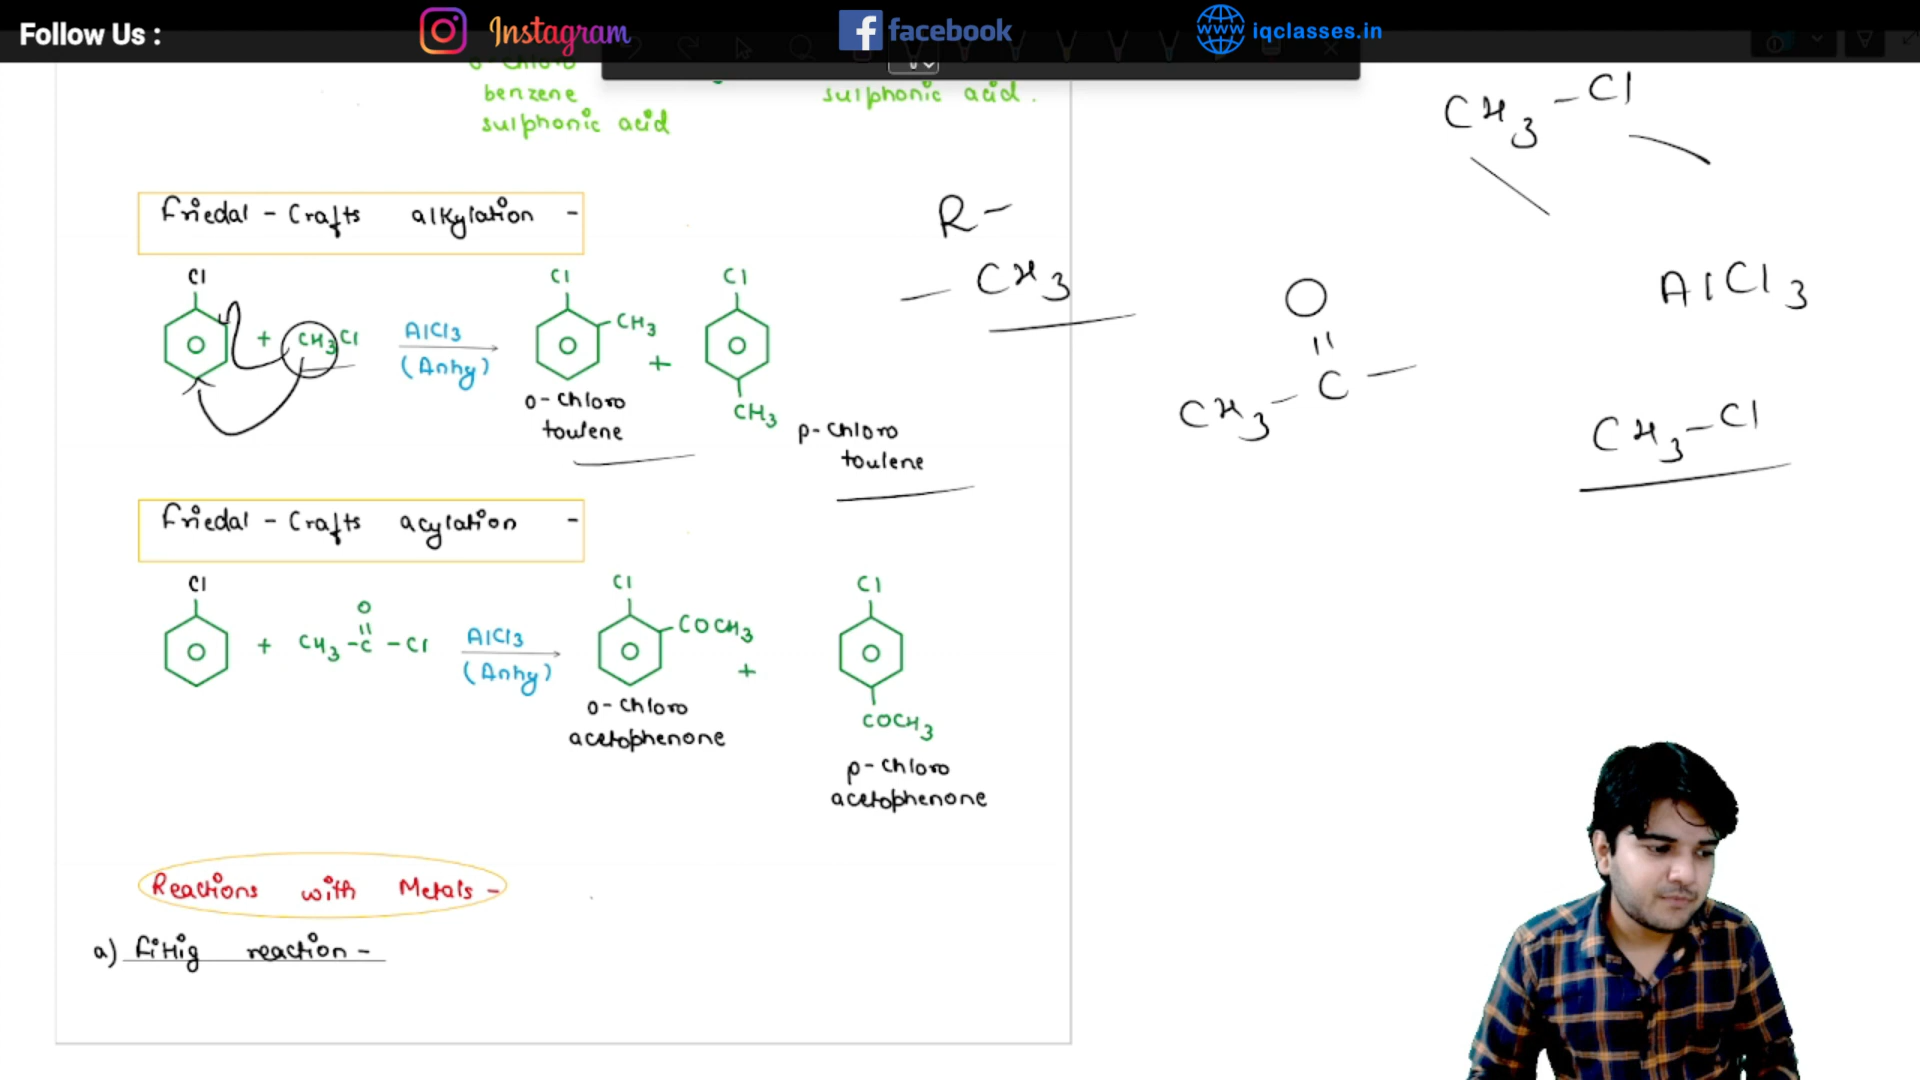 Follow Us :
Instagram
facebook
iqclasses.in
o-chloro
benzene
sulphonic acid
sulphonic acid.
Friedal - Crafts alkylation -
Cl
+ CH3Cl
AlCl3
(Anhy)
Cl
CH3
+
Cl
CH3
o-chloro
toulene
p-chloro
toulene
Friedal - Crafts acylation -
Cl
+
O
CH3-C-Cl
AlCl3
(Anhy)
Cl
COCH3
+
Cl
COCH3
o-chloro
acetophenone
p-chloro
acetophenone
Reactions with Metals -
a) Fittig reaction -
R-
- CH3
CH3-Cl
O
CH3-C-
AlCl3
CH3-Cl